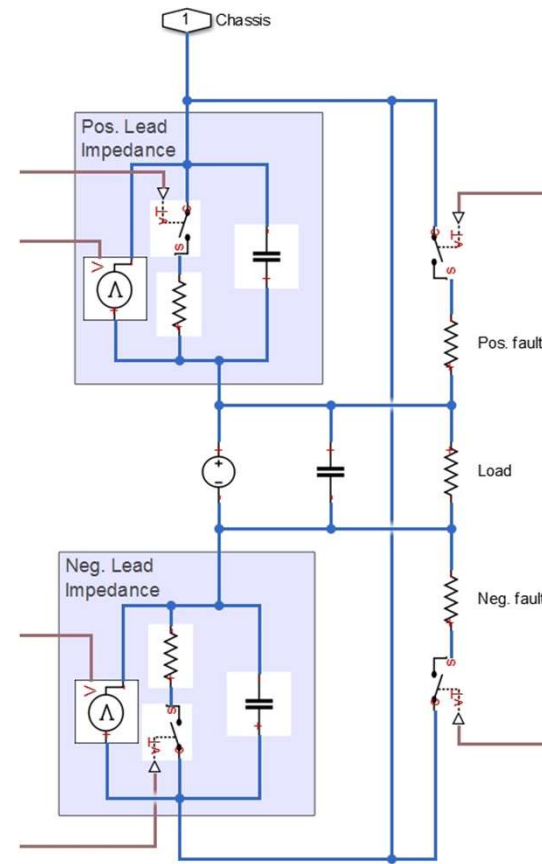 1 Chassis
Pos. Lead
Impedance
Pos. fault
Load
Neg. Lead
Impedance
Neg. fault